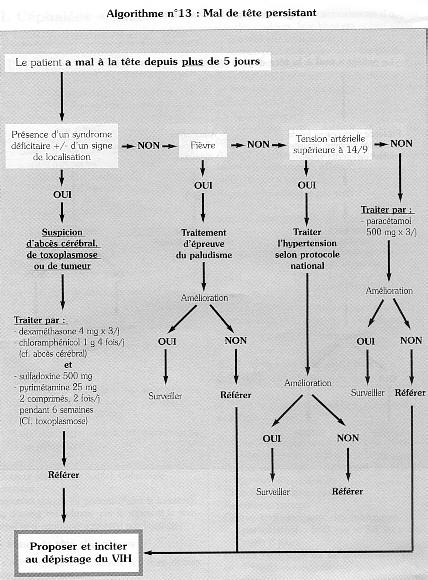 Algorithme n°13 : Mal de tête persistant
Le patient a mal à la tête depuis plus de 5 jours
Présence d'un syndrome
déficitaire +/- d'un signe
de localisation
NON
Fièvre
NON
Tension artérielle
supérieure à 14/9
NON
OUI
OUI
OUI
Suspicion
d'abcès cérébral,
de toxoplasmose
ou de tumeur
Traitement
d'épreuve
du paludisme
Traiter
l'hypertension
selon protocole
national
Traiter par :
- paracétamol
500 mg x 3/j
Amélioration
Amélioration
Traiter par :
- dexaméthasone 4 mg x 3/j
- chloramphénicol 1 g 4 fois/j
(cf. abcès cérébral)
et
- sulfadoxine 500 mg
- pyrimétamine 25 mg
2 comprimés, 2 fois/j
pendant 6 semaines
(Cf. toxoplasmose)
OUI
NON
OUI
NON
Surveiller
Référer
Surveiller
Référer
Amélioration
OUI
NON
Référer
Surveiller
Référer
Proposer et inciter
au dépistage du VIH